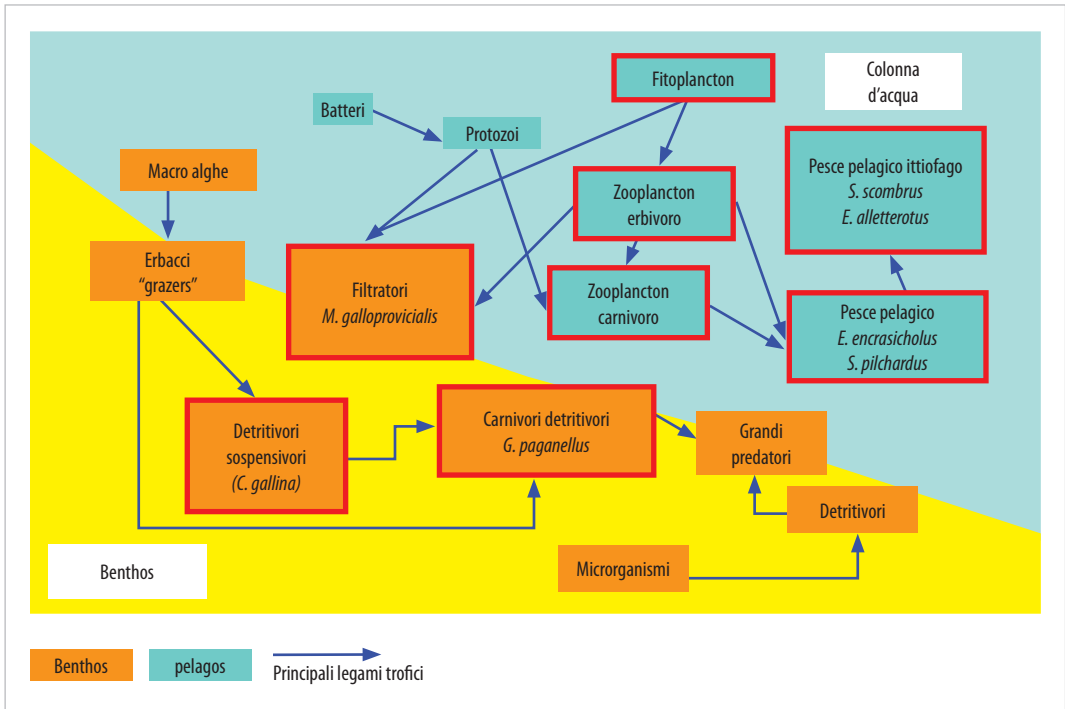 Fitoplancton
Colonna
d’acqua
Batteri
Protozoi
Macro alghe
Zooplancton
erbivoro
Pesce pelagico ittiofago
S. scombrus
E. alletterotus
Erbacci
“grazers”
Filtratori
M. galloprovicialis
Zooplancton
carnivoro
Pesce pelagico
E. encrasicholus
S. pilchardus
Detritivori
sospensivori
(C. gallina)
Carnivori detritivori
G. paganellus
Grandi
predatori
Detritivori
Microrganismi
Benthos
Benthos
pelagos
Principali legami trofici